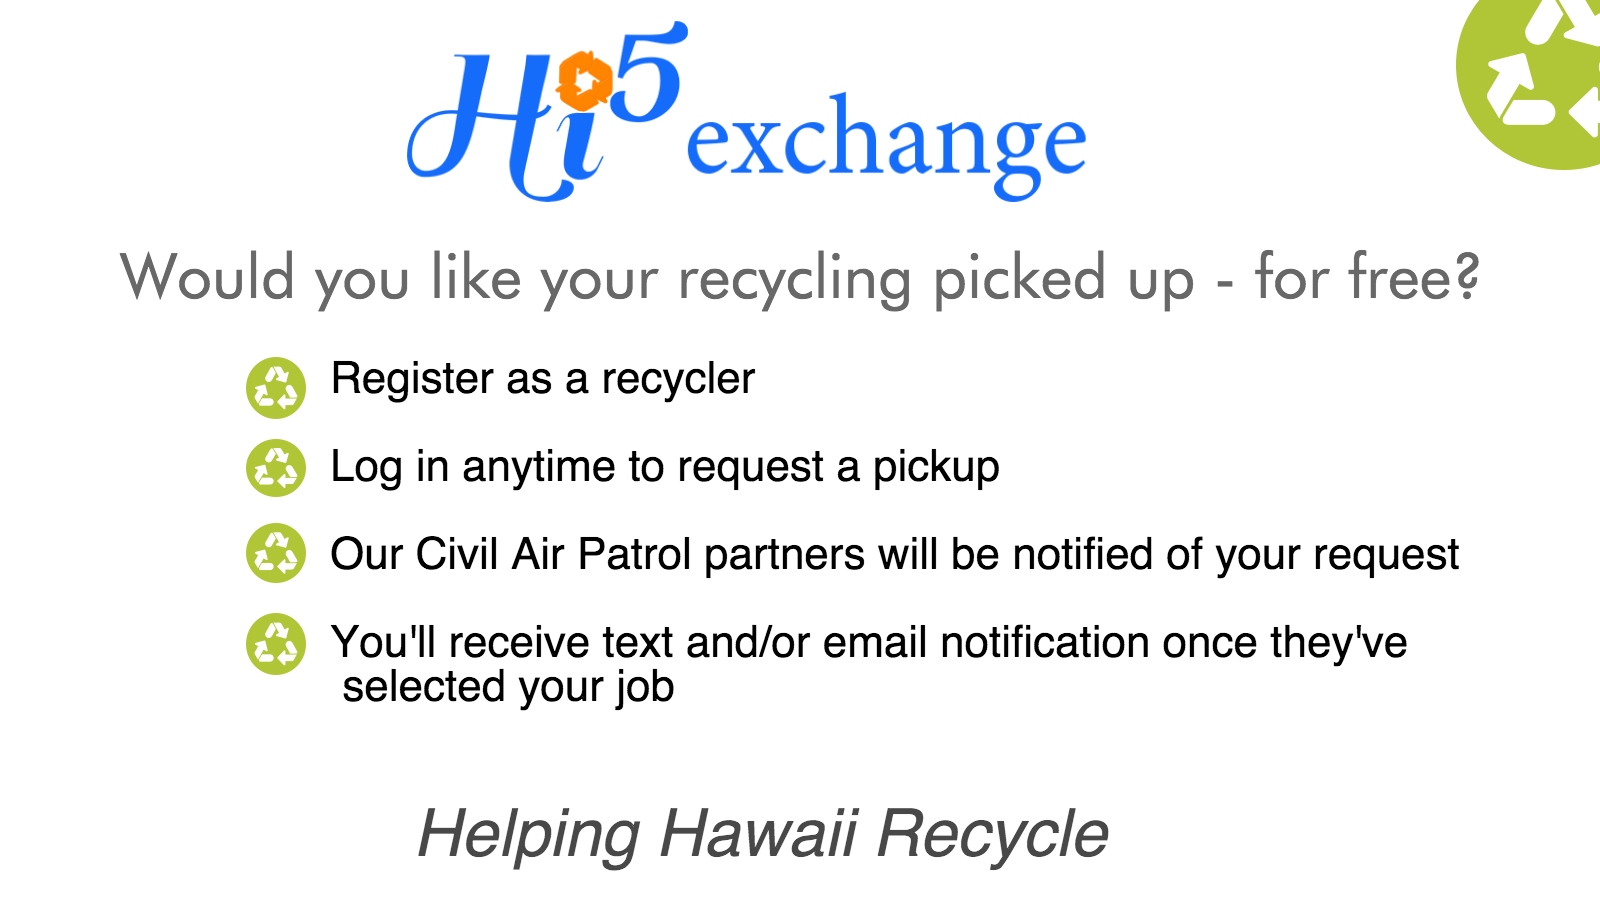 Hi5 exchange
Would you like your recycling picked up - for free?
Register as a recycler
Log in anytime to request a pickup
Our Civil Air Patrol partners will be notified of your request
You'll receive text and/or email notification once they've
selected your job
Helping Hawaii Recycle